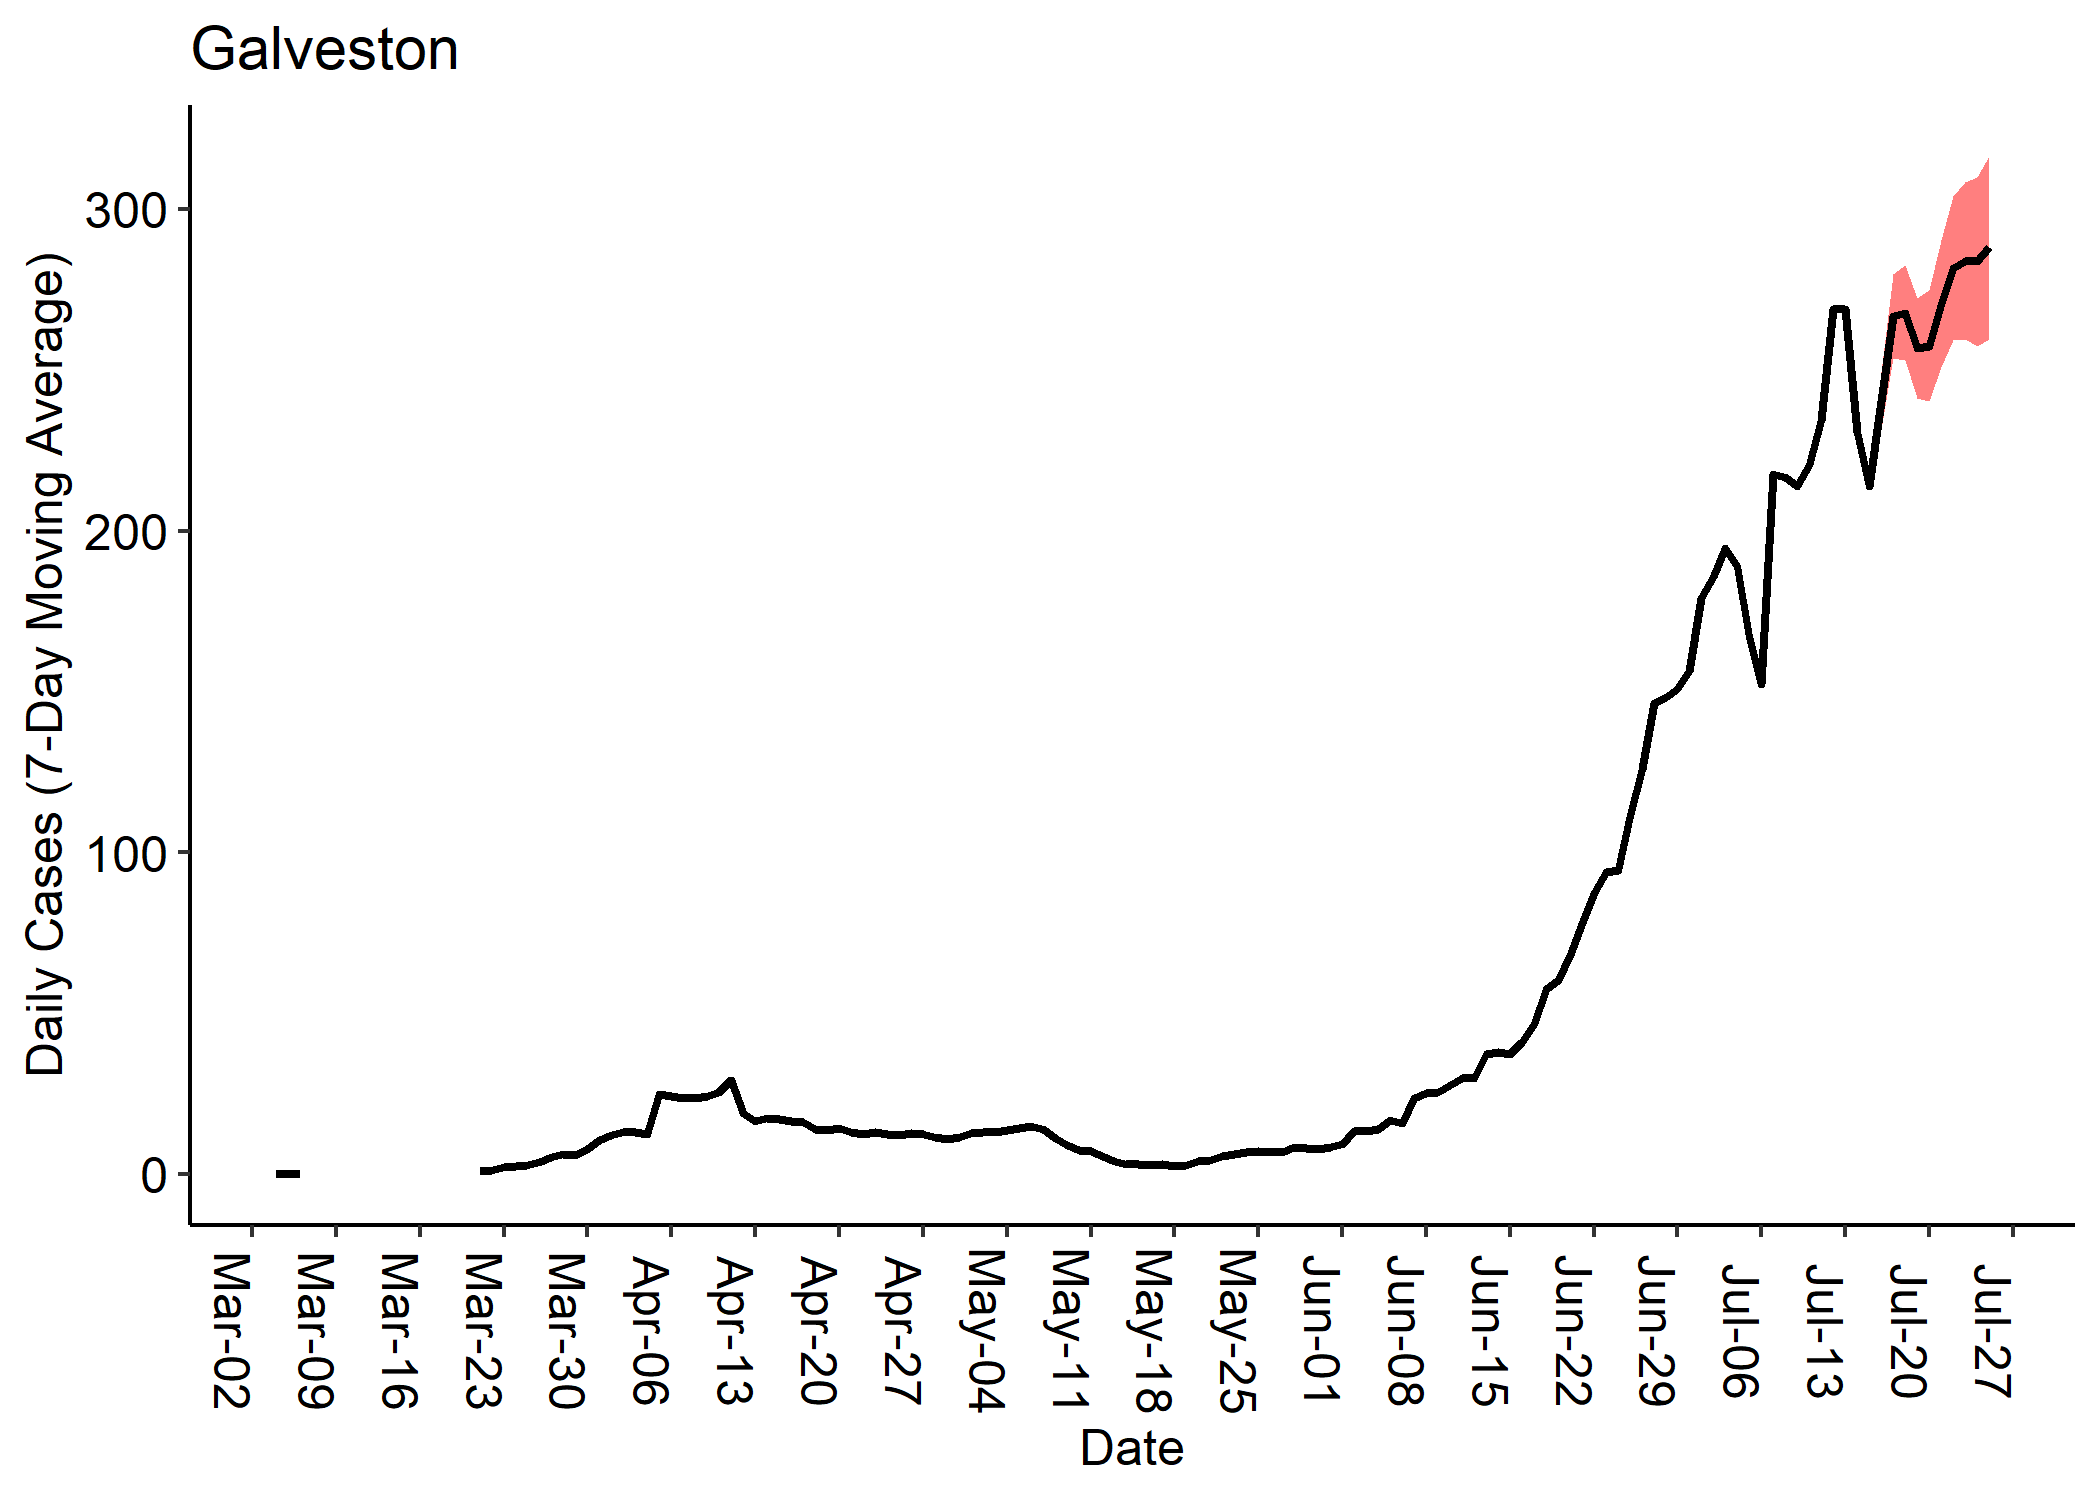 Galveston
Daily Cases (7-Day Moving Average)
300
200
100
0
Mar-02
Mar-09
Mar-16
Mar-23
Mar-30
Apr-06
Apr-13
Apr-20
Apr-27
May-04
May-11
May-18
May-25
Jun-01
Jun-08
Jun-15
Jun-22
Jun-29
Jul-06
Jul-13
Jul-20
Jul-27
Date